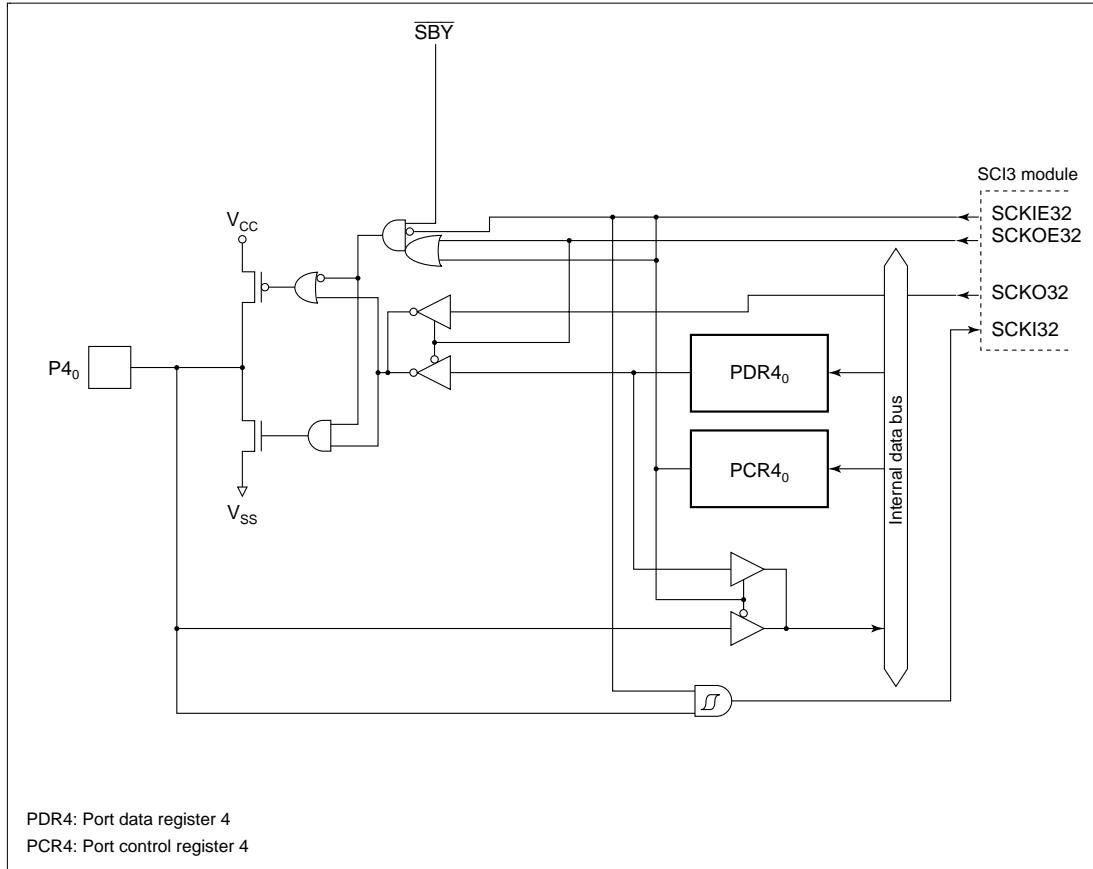 SBY
SCI3 module
SCKIE32
VCC
SCKOE32
SCKO32
SCKI32
P40
PDR40
PCR40
Internal data bus
VSS
PDR4: Port data register 4
PCR4: Port control register 4